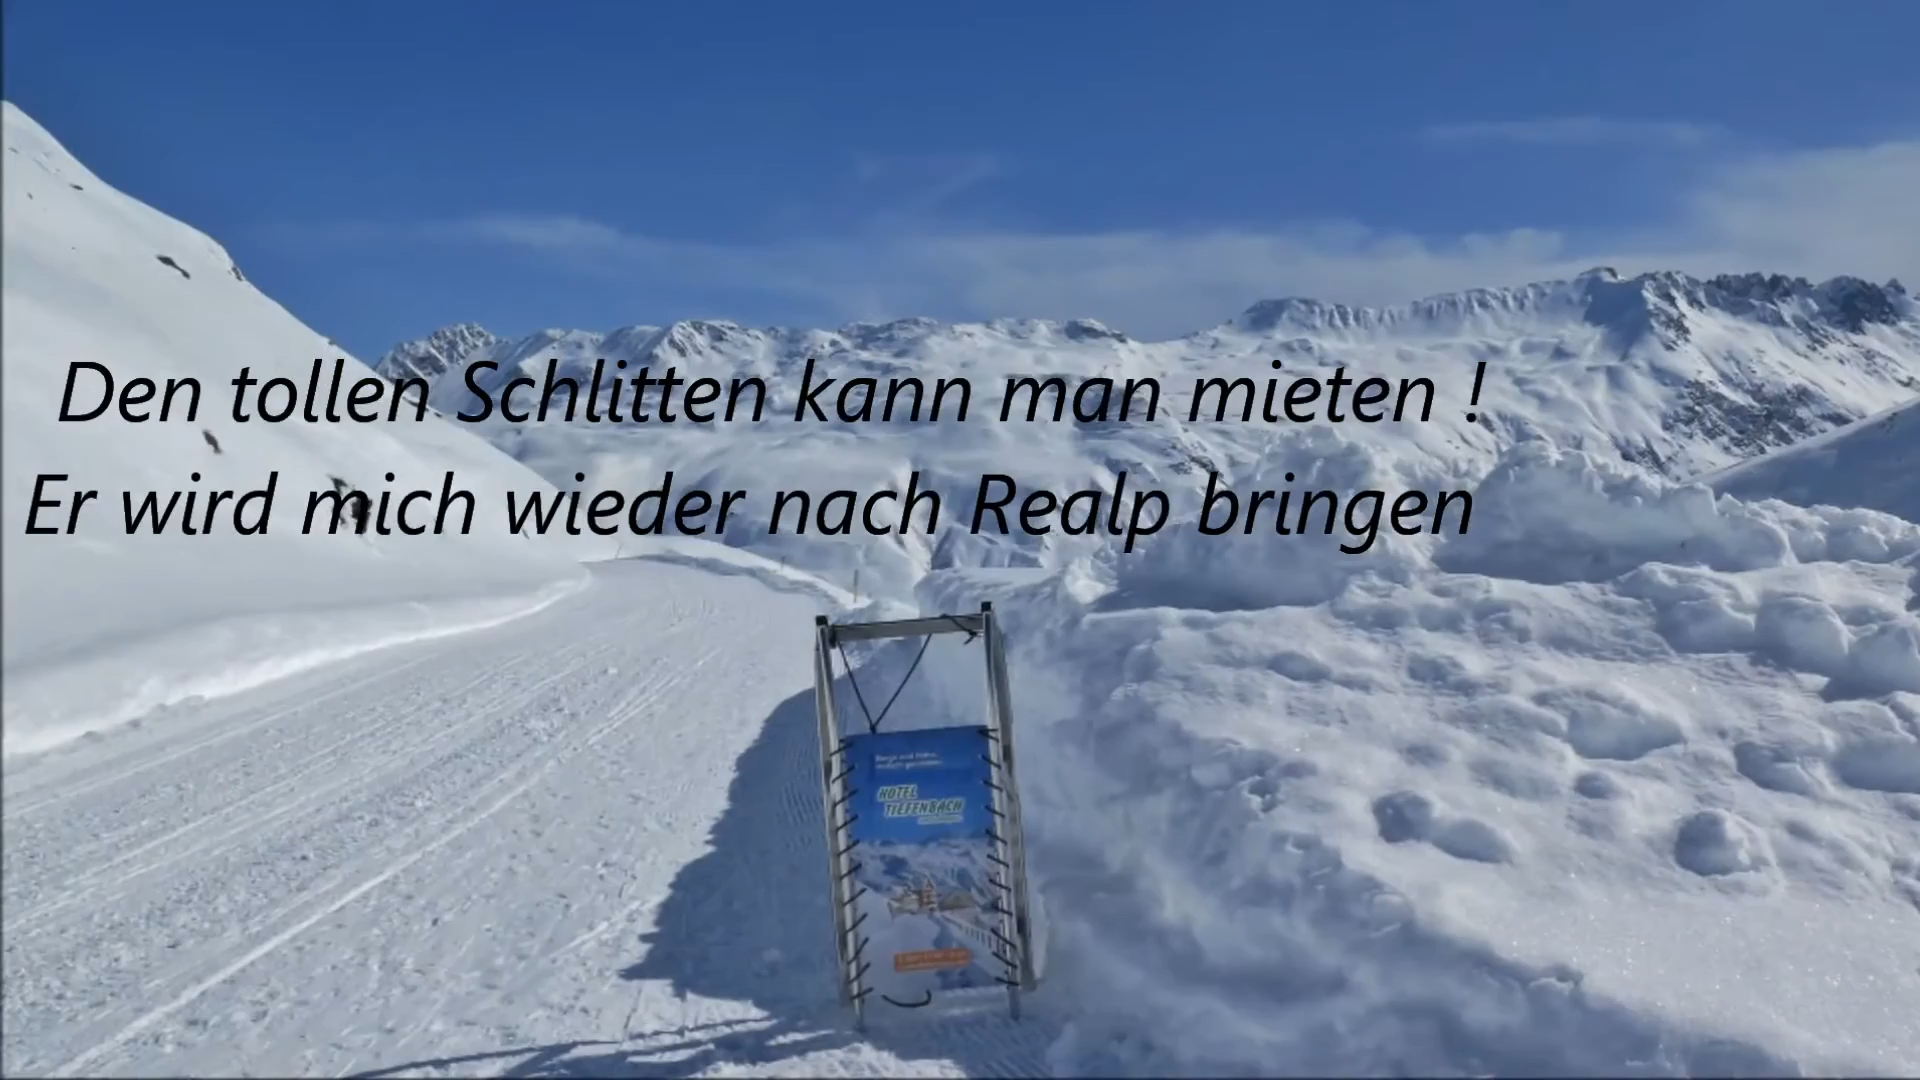 Den tollen Schlitten kann man mieten !
Er wird mich wieder nach Realp bringen
HOTEL
TIEFENBACH